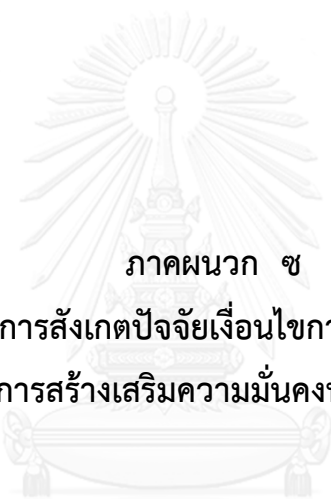 ภาคผนวก ซ
การสังเกตปัจจัยเงื่อนไขกา
การสร้างเสริมความมั่นคง